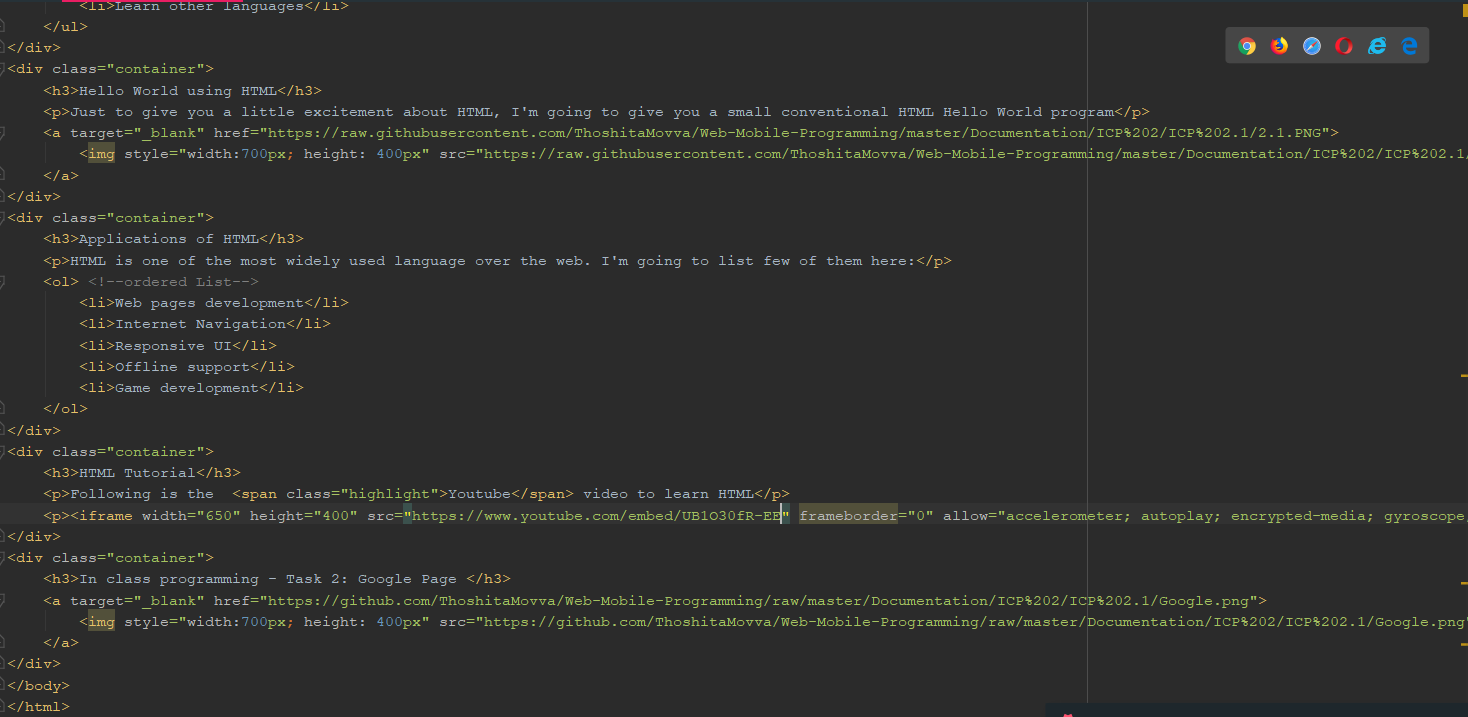 <li>Learn other languages</li>
</ul>
</div>
<div class="container">
<h3>Hello World using HTML</h3>
<p>Just to give you a little excitement about HTML, I'm going to give you a small conventional HTML Hello World program</p>
<a target="_blank" href="https://raw.githubusercontent.com/ThoshitaMovva/Web-Mobile-Programming/master/Documentation/ICP%202/ICP%202.1/2.1.PNG">
<img style="width:700px; height: 400px" src="https://raw.githubusercontent.com/ThoshitaMovva/Web-Mobile-Programming/master/Documentation/ICP%202/ICP%202.1/
</a>
</div>
<div class="container">
<h3>Applications of HTML</h3>
<p>HTML is one of the most widely used language over the web. I'm going to list few of them here:</p>
<ol> <!--ordered List-->
<li>Web pages development</li>
<li>Internet Navigation</li>
<li>Responsive UI</li>
<li>Offline support</li>
<li>Game development</li>
</ol>
</div>
<div class="container">
<h3>HTML Tutorial</h3>
<p>Following is the  <span class="highlight">Youtube</span> video to learn HTML</p>
<p><iframe width="650" height="400" src="https://www.youtube.com/embed/UB1O30fR-EE" frameborder="0" allow="accelerometer; autoplay; encrypted-media; gyroscope;
</div>
<div class="container">
<h3>In class programming - Task 2: Google Page </h3>
<a target="_blank" href="https://github.com/ThoshitaMovva/Web-Mobile-Programming/raw/master/Documentation/ICP%202/ICP%202.1/Google.png">
<img style="width:700px; height: 400px" src="https://github.com/ThoshitaMovva/Web-Mobile-Programming/raw/master/Documentation/ICP%202/ICP%202.1/Google.png"
</a>
</div>
</body>
</html>